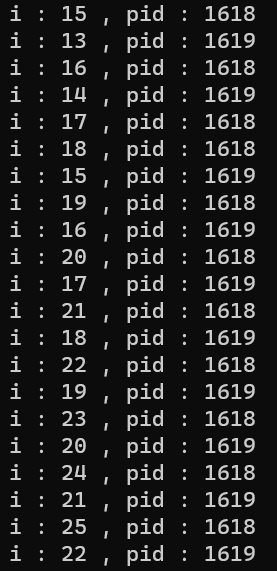 i : 15 , pid : 1618
i : 13 , pid : 1619
i : 16 , pid : 1618
i : 14 , pid : 1619
i : 17 , pid : 1618
i : 18 , pid : 1618
i : 15 , pid : 1619
i : 19 , pid : 1618
i : 16 , pid : 1619
i : 20 , pid : 1618
i : 17 , pid : 1619
i : 21 , pid : 1618
i : 18 , pid : 1619
i : 22 , pid : 1618
i : 19 , pid : 1619
i : 23 , pid : 1618
i : 20 , pid : 1619
i : 24 , pid : 1618
i : 21 , pid : 1619
i : 25 , pid : 1618
i : 22 , pid : 1619